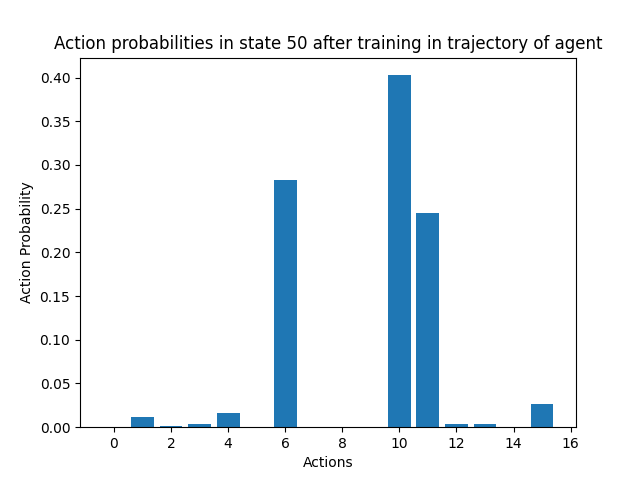 Action probabilities in state 50 after training in trajectory of agent
0.40
0.35
0.30
0.25
0.20
0.15
0.10
0.05
0.00
Action Probability
0 2 4 6 8 10 12 14 16
Actions